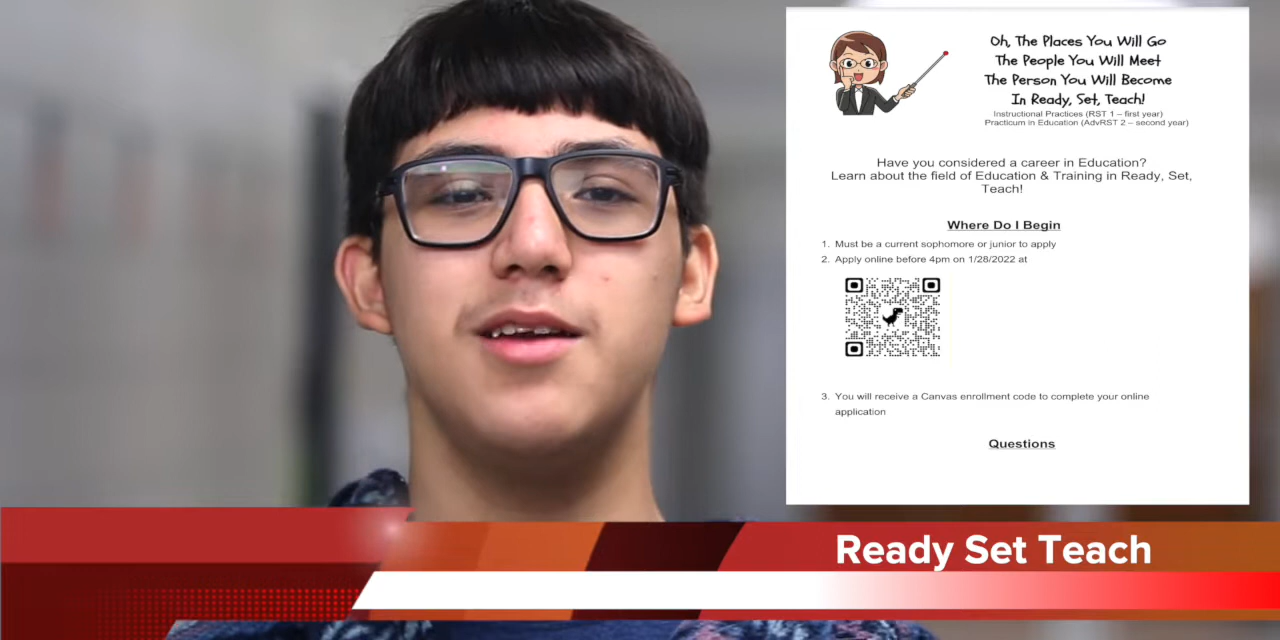 Oh, The Places You Will Go
The People You Will Meet
The Person You Will Become
In Ready, Set, Teach!
Instructional Practices (RST 1 – first year)
Practicum in Education (AdvRST 2 – second year)
Have you considered a career in Education?
Learn about the field of Education & Training in Ready, Set,
Teach!
Where Do I Begin
1. Must be a current sophomore or junior to apply
2. Apply online before 4pm on 1/28/2022 at
3. You will receive a Canvas enrollment code to complete your online
application
Questions
Ready Set Teach